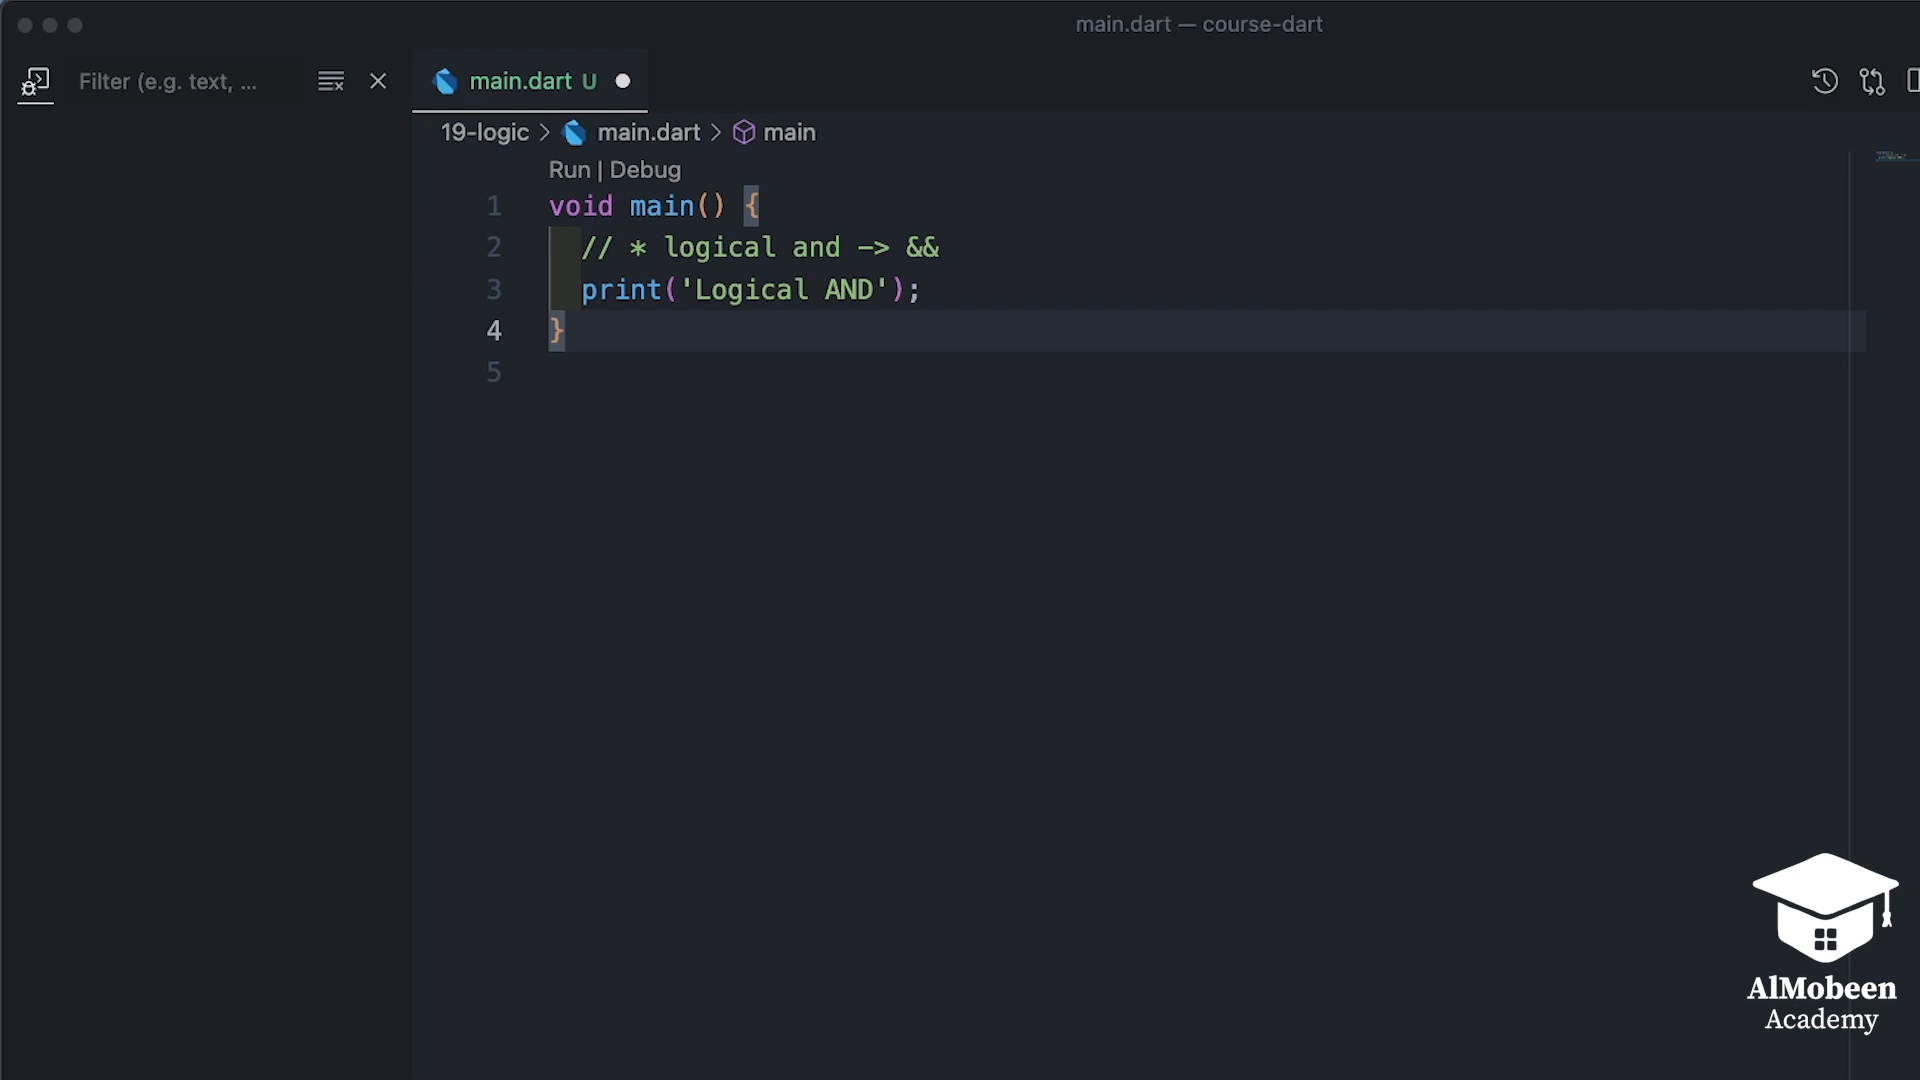 main.dart — course-dart
Filter (e.g. text, ...
main.dart U
19-logic > main.dart > main
Run | Debug
1 void main() {
2 // * logical and -> &&
3 print('Logical AND');
4 }
5
AlMobeen
Academy